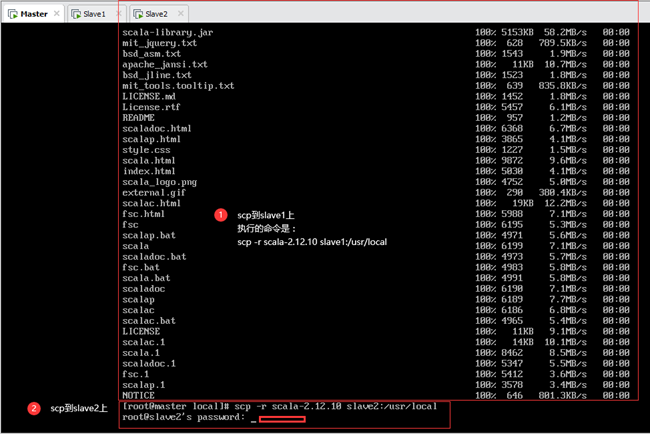 Master Slave1 Slave2
scala-library.jar 100% 5153KB 58.2MB/s 00:00
mit_jquery.txt 100% 628 789.5KB/s 00:00
bsd_asm.txt 100% 1543 1.9MB/s 00:00
apache_jansi.txt 100% 11KB 10.7MB/s 00:00
bsd_jline.txt 100% 1523 1.8MB/s 00:00
mit_tools.tooltip.txt 100% 639 835.8KB/s 00:00
LICENSE.md 100% 1452 1.8MB/s 00:00
License.rtf 100% 5457 6.1MB/s 00:00
README 100% 957 1.2MB/s 00:00
scaladoc.html 100% 6368 6.7MB/s 00:00
scalap.html 100% 3865 4.1MB/s 00:00
style.css 100% 1227 1.5MB/s 00:00
scala.html 100% 9872 9.6MB/s 00:00
index.html 100% 5030 4.1MB/s 00:00
scala_logo.png 100% 4752 5.0MB/s 00:00
external.gif 100% 290 380.4KB/s 00:00
scalac.html 100% 19KB 12.2MB/s 00:00
fsc.html 100% 5988 7.1MB/s 00:00
fsc 100% 6195 5.3MB/s 00:00
scalap.bat 100% 4971 5.6MB/s 00:00
scala 100% 6199 7.1MB/s 00:00
scaladoc.bat 100% 4973 5.7MB/s 00:00
fsc.bat 100% 4983 5.8MB/s 00:00
scala.bat 100% 4991 5.8MB/s 00:00
scaladoc 100% 6190 7.1MB/s 00:00
scalap 100% 6189 7.7MB/s 00:00
scalac 100% 6186 6.8MB/s 00:00
scalac.bat 100% 4965 5.4MB/s 00:00
LICENSE 100% 11KB 9.1MB/s 00:00
scalac.1 100% 14KB 10.1MB/s 00:00
scala.1 100% 8462 8.5MB/s 00:00
scaladoc.1 100% 5347 5.5MB/s 00:00
fsc.1 100% 5412 3.6MB/s 00:00
scalap.1 100% 3578 3.4MB/s 00:00
NOTICE 100% 646 801.3KB/s 00:00
[root@master local]# scp -r scala-2.12.10 slave2:/usr/local
root@slave2's password: _
1 scp到slave1上
执行的命令是：
scp -r scala-2.12.10 slave1:/usr/local
2 scp到slave2上